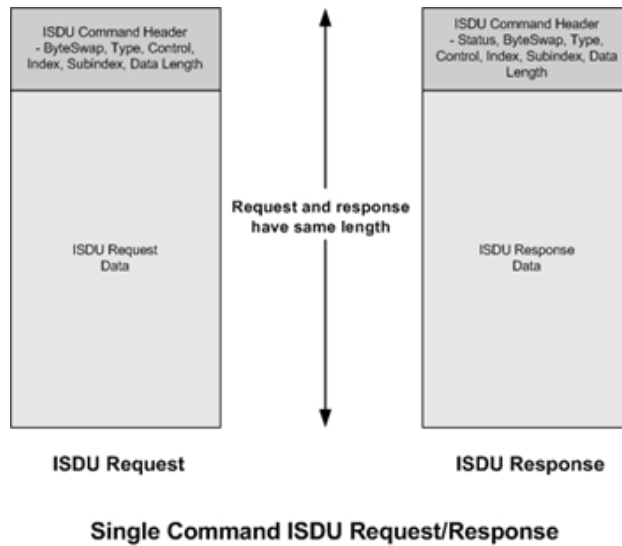 ISDU Command Header
- ByteSwap, Type, Control,
Index, Subindex, Data Length
ISDU Request
Data
Request and response
have same length
ISDU Command Header
- Status, ByteSwap, Type,
Control, Index, Subindex, Data
Length
ISDU Response
Data
ISDU Request
ISDU Response
Single Command ISDU Request/Response